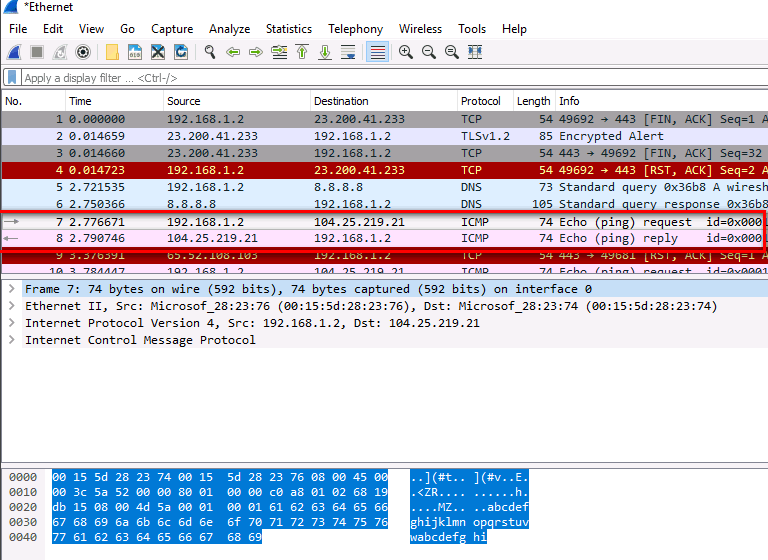 *Ethernet
File Edit View Go Capture Analyze Statistics Telephony Wireless Tools Help
Apply a display filter ... <Ctrl-/>
No. Time Source Destination Protocol Length Info
1 0.000000 192.168.1.2 23.200.41.233 TCP 54 49692 → 443 [FIN, ACK] Seq=1 A
2 0.014659 23.200.41.233 192.168.1.2 TLSv1.2 85 Encrypted Alert
3 0.014660 23.200.41.233 192.168.1.2 TCP 54 443 → 49692 [FIN, ACK] Seq=32
4 0.014723 192.168.1.2 23.200.41.233 TCP 54 49692 → 443 [RST, ACK] Seq=2 A
5 2.721535 192.168.1.2 8.8.8.8 DNS 73 Standard query 0x36b8 A wiresh
6 2.750366 8.8.8.8 192.168.1.2 DNS 105 Standard query response 0x36b8
7 2.776671 192.168.1.2 104.25.219.21 ICMP 74 Echo (ping) request id=0x000
8 2.790746 104.25.219.21 192.168.1.2 ICMP 74 Echo (ping) reply id=0x000
9 3.376391 65.52.108.103 192.168.1.2 TCP 54 443 → 49681 [RST, ACK] Seq=1 A
10 3.784447 192.168.1.2 104.25.219.21 ICMP 74 Echo (ping) request id=0x0001
Frame 7: 74 bytes on wire (592 bits), 74 bytes captured (592 bits) on interface 0
Ethernet II, Src: Microsof_28:23:76 (00:15:5d:28:23:76), Dst: Microsof_28:23:74 (00:15:5d:28:23:74)
Internet Protocol Version 4, Src: 192.168.1.2, Dst: 104.25.219.21
Internet Control Message Protocol
0000 00 15 5d 28 23 74 00 15 5d 28 23 76 08 00 45 00 ..](#t.. ](#v..E.
0010 00 3c 5a 52 00 00 80 01 00 00 c0 a8 01 02 68 19 .<ZR.... ......h.
0020 db 15 08 00 4d 5a 00 01 00 01 61 62 63 64 65 66 ....MZ.. ..abcdef
0030 67 68 69 6a 6b 6c 6d 6e 6f 70 71 72 73 74 75 76 ghijklmn opqrstuv
0040 77 61 62 63 64 65 66 67 68 69 wabcdefg hi